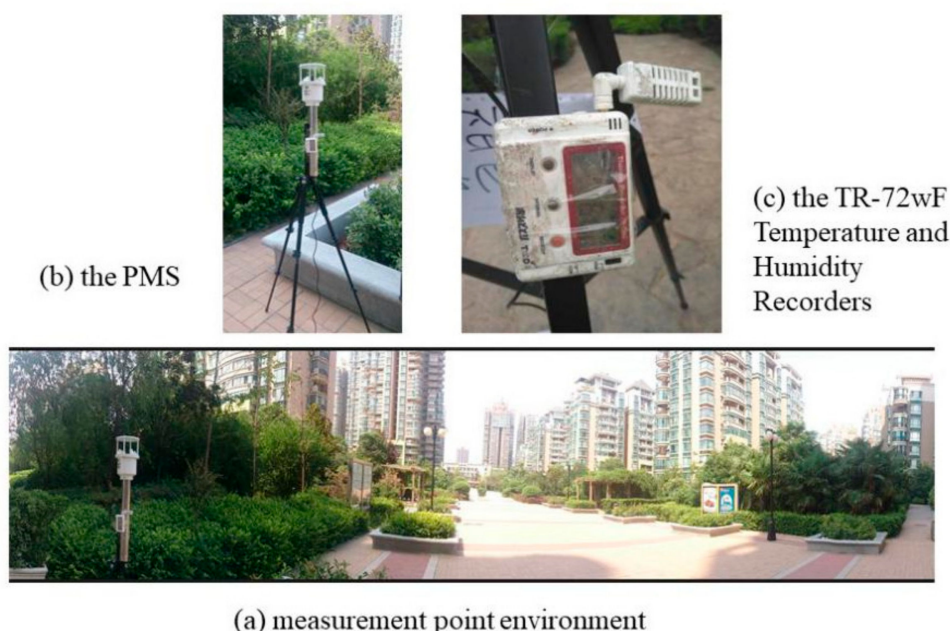 (b) the PMS
(c) the TR-72wF
Temperature and
Humidity
Recorders
(a) measurement point environment